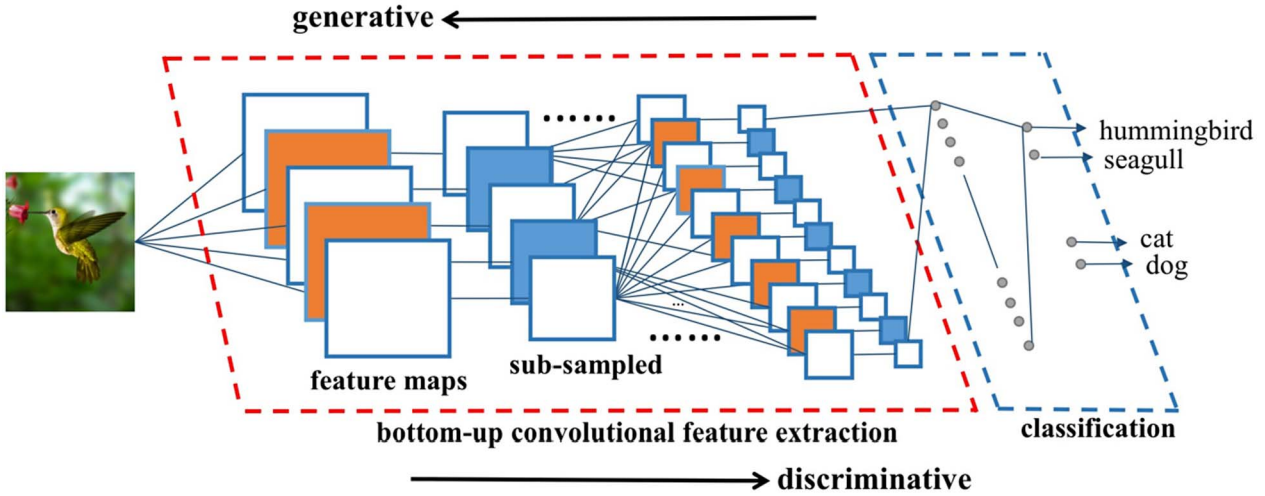 generative
hummingbird
seagull
cat
dog
...
feature maps
sub-sampled
bottom-up convolutional feature extraction
classification
discriminative